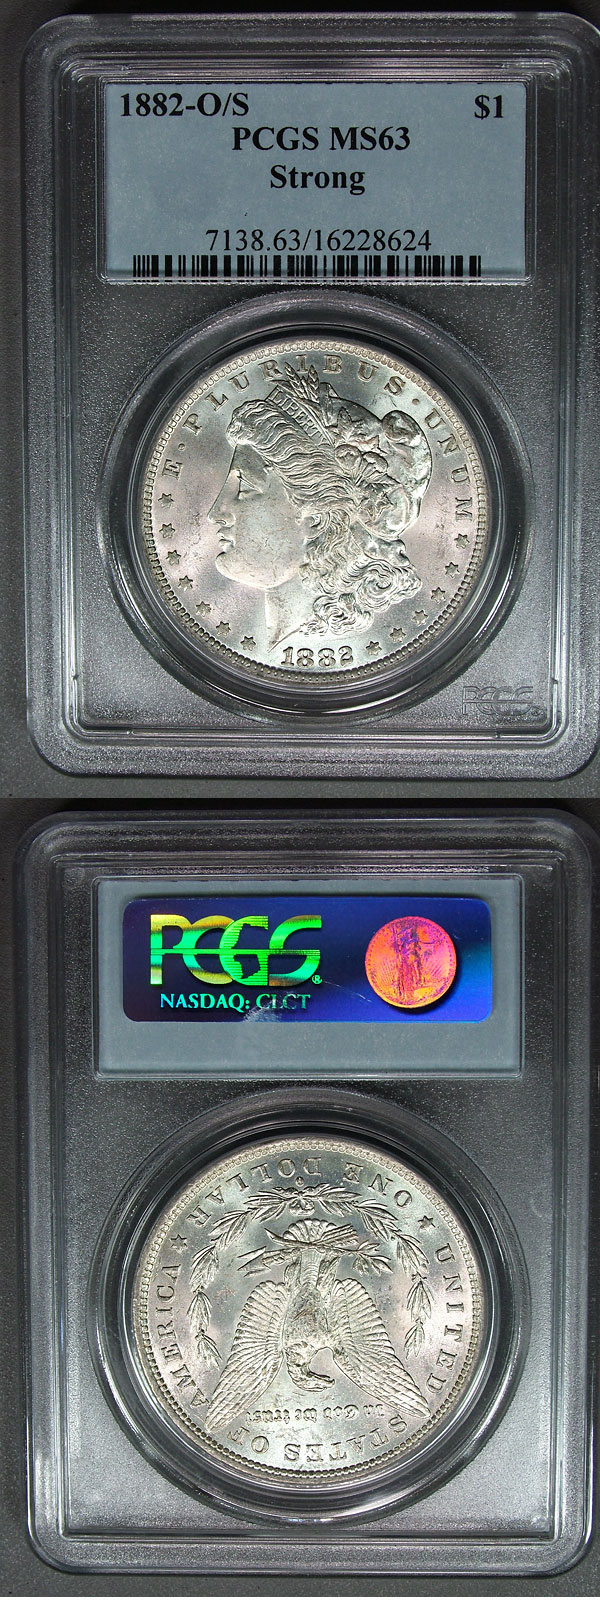 1882-O/S $1
PCGS MS63
Strong
7138.63/16228624
E · PLURIBUS · UNUM
LIBERTY
1882
PCGS
PCGS®
NASDAQ: CLCT
UNITED STATES OF AMERICA
ONE DOLLAR
O
In God we trust